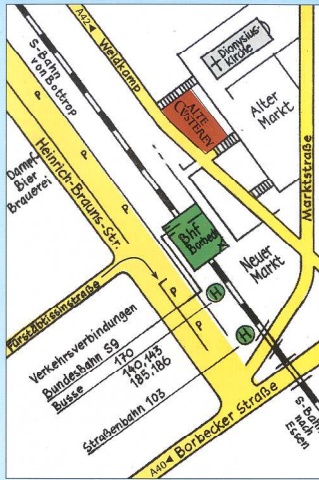 A42
Weidkamp
S-Bahn
von Bottrop
Dionysius-
kirche
ALTE
CVSTEREY
Alter
Markt
Marktstraße
P
P
P
Heinrich-Brauns-Str.
Dampf-
Bier
Brauerei
Bhf
Borbeck
Neuer
Markt
Fürstäbtissinstraße
P
P
H
H
Verkehrsverbindungen
Bundesbahn S9
Busse 170
140,143
185,186
Straßenbahn 103
Borbecker Straße
A40
S-Bahn
nach
Essen